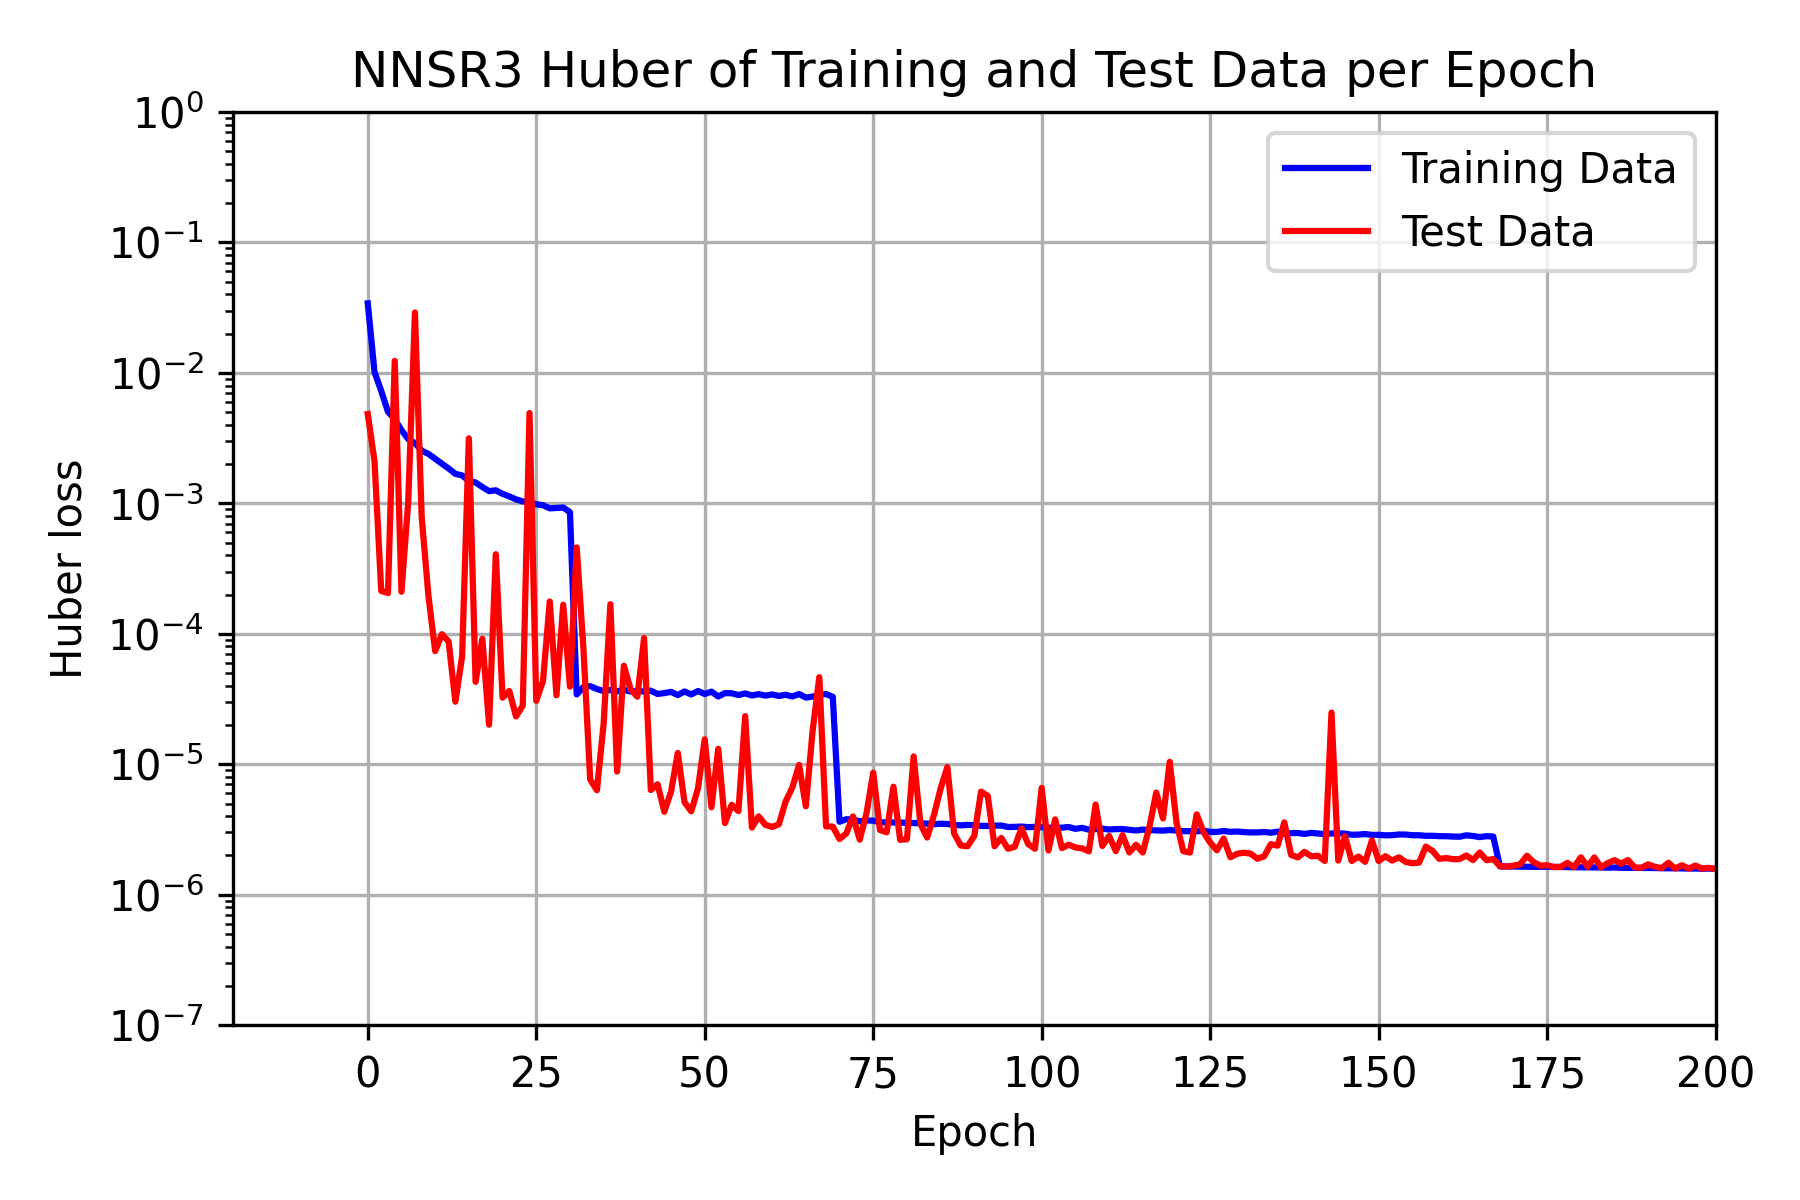 NNSR3 Huber of Training and Test Data per Epoch
10⁰
10⁻¹
10⁻²
10⁻³
10⁻⁴
10⁻⁵
10⁻⁶
10⁻⁷
Huber loss
Training Data
Test Data
0 25 50 75 100 125 150 175 200
Epoch